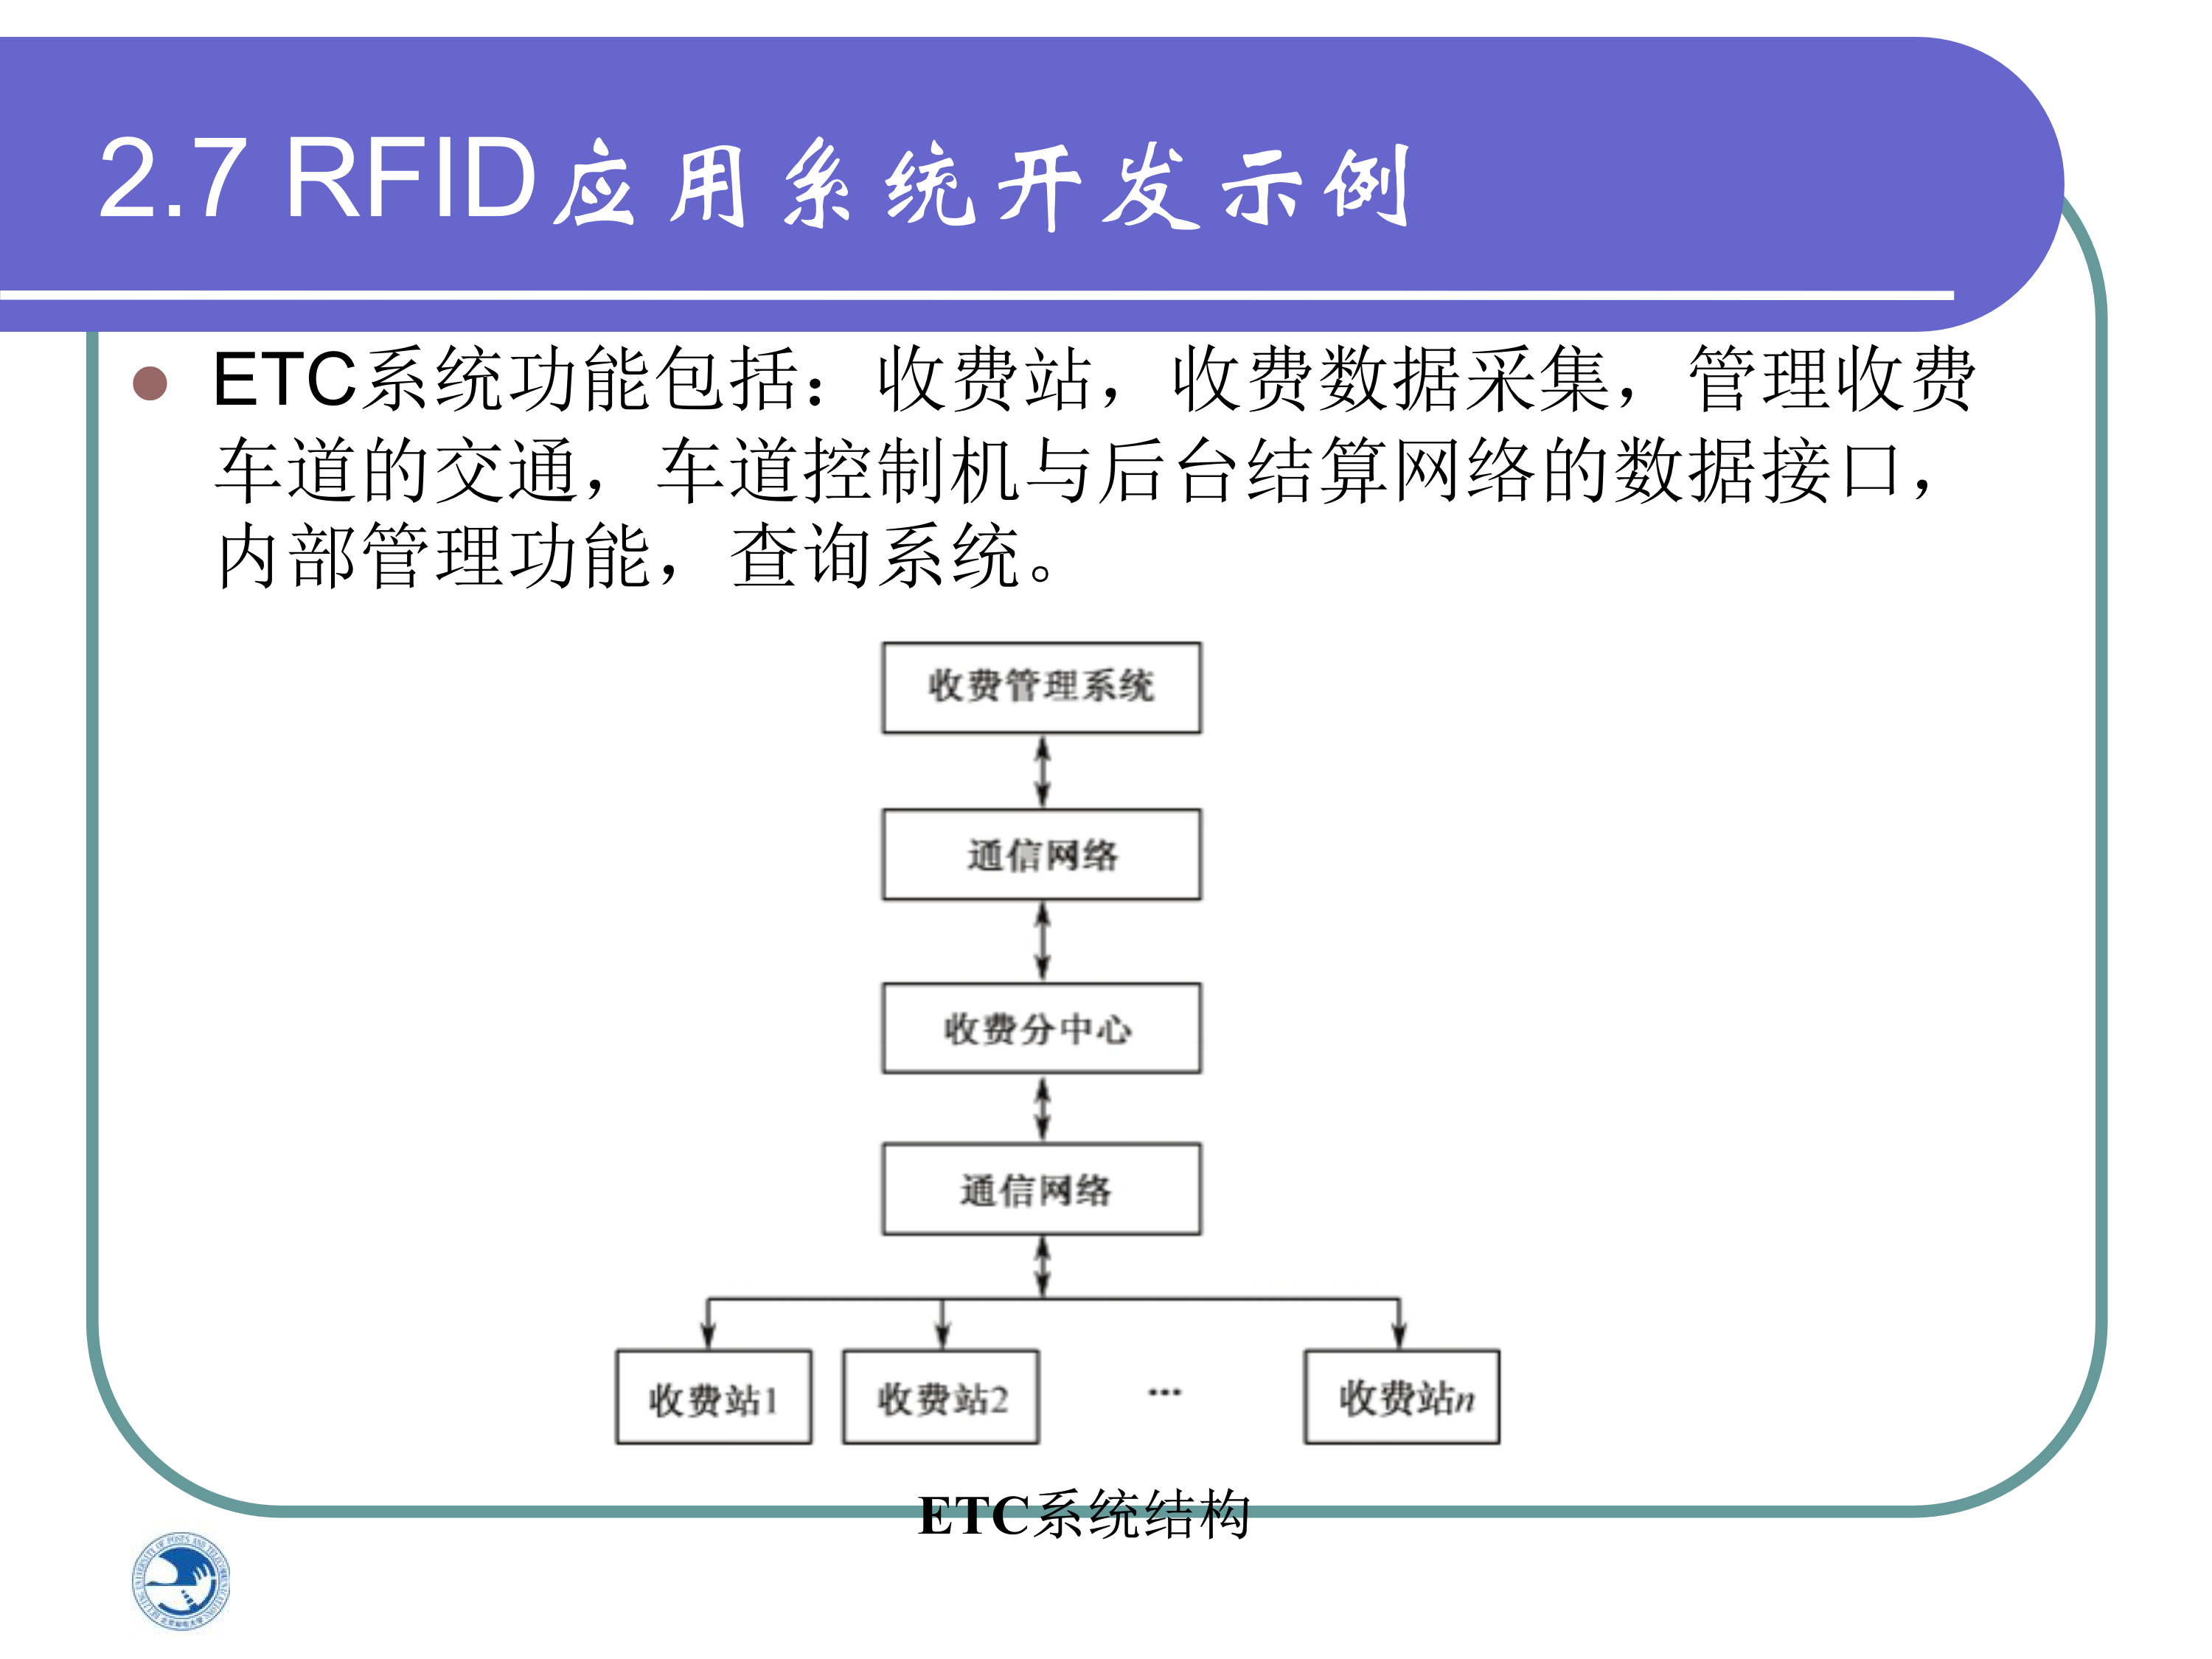 2.7 RFID应用系统开发示例
ETC系统功能包括：收费站，收费数据采集，管理收费
车道的交通，车道控制机与后台结算网络的数据接口，
内部管理功能，查询系统。
收费管理系统
通信网络
收费分中心
通信网络
收费站1 收费站2 … 收费站n
ETC系统结构